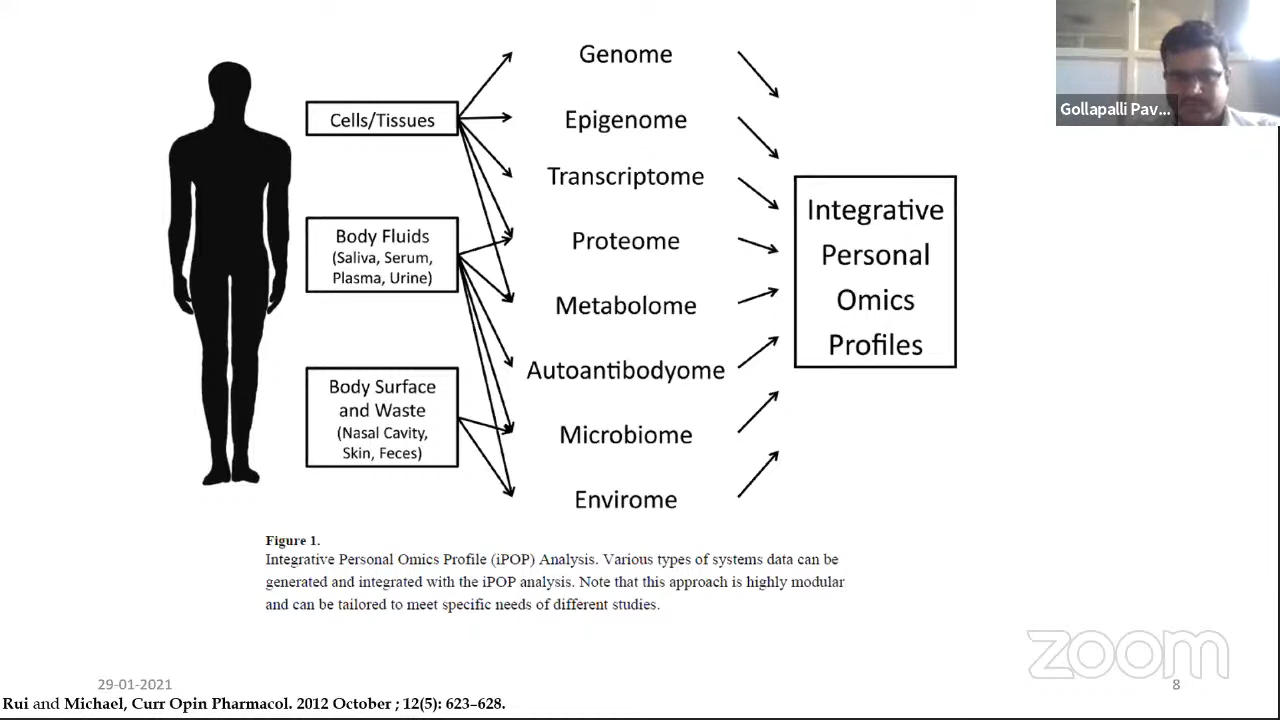 Genome
Epigenome
Transcriptome
Proteome
Metabolome
Autoantibodyome
Microbiome
Envirome
Cells/Tissues
Body Fluids
(Saliva, Serum,
Plasma, Urine)
Body Surface
and Waste
(Nasal Cavity,
Skin, Feces)
Integrative
Personal
Omics
Profiles
Gollapalli Pav...
Figure 1.
Integrative Personal Omics Profile (iPOP) Analysis. Various types of systems data can be
generated and integrated with the iPOP analysis. Note that this approach is highly modular
and can be tailored to meet specific needs of different studies.
zoom
29-01-2021
8
Rui and Michael, Curr Opin Pharmacol. 2012 October ; 12(5): 623–628.